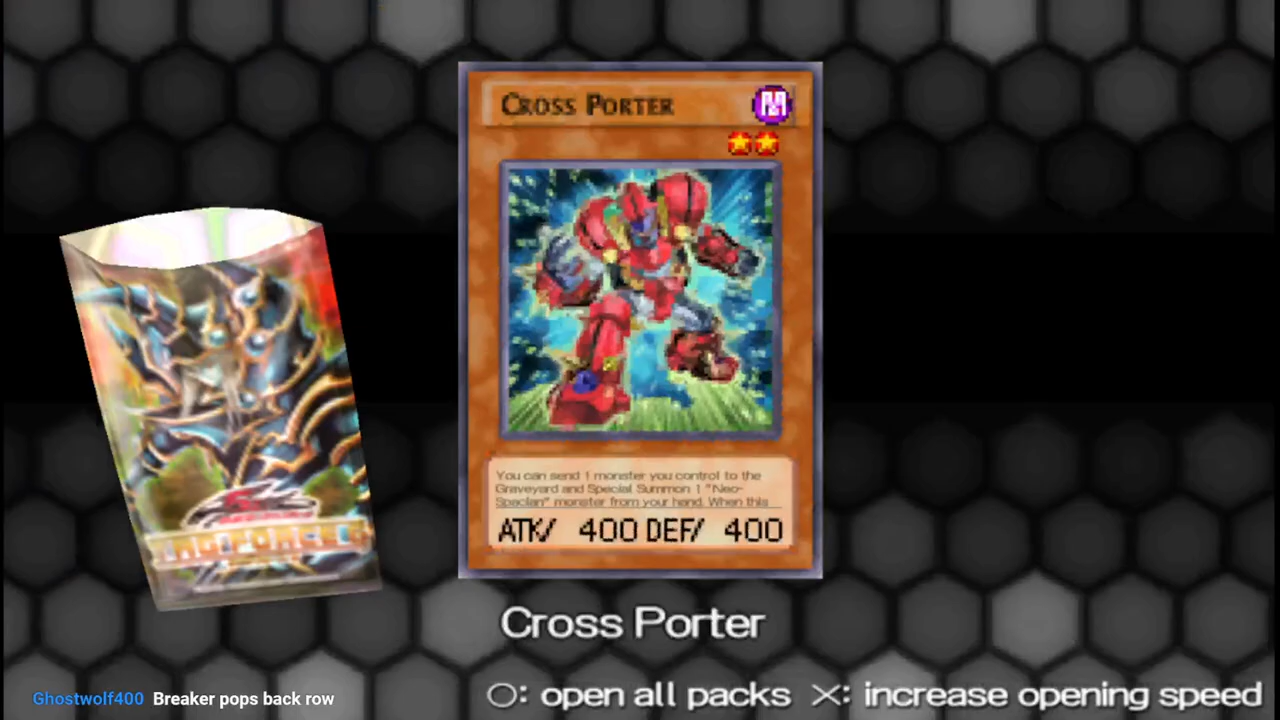 CROSS PORTER
You can send 1 monster you control to the
Graveyard and Special Summon 1 "Neo-
Spacian" monster from your hand. When this
ATK/ 400 DEF/ 400
Cross Porter
Ghostwolf400 Breaker pops back row
○: open all packs ✕: increase opening speed